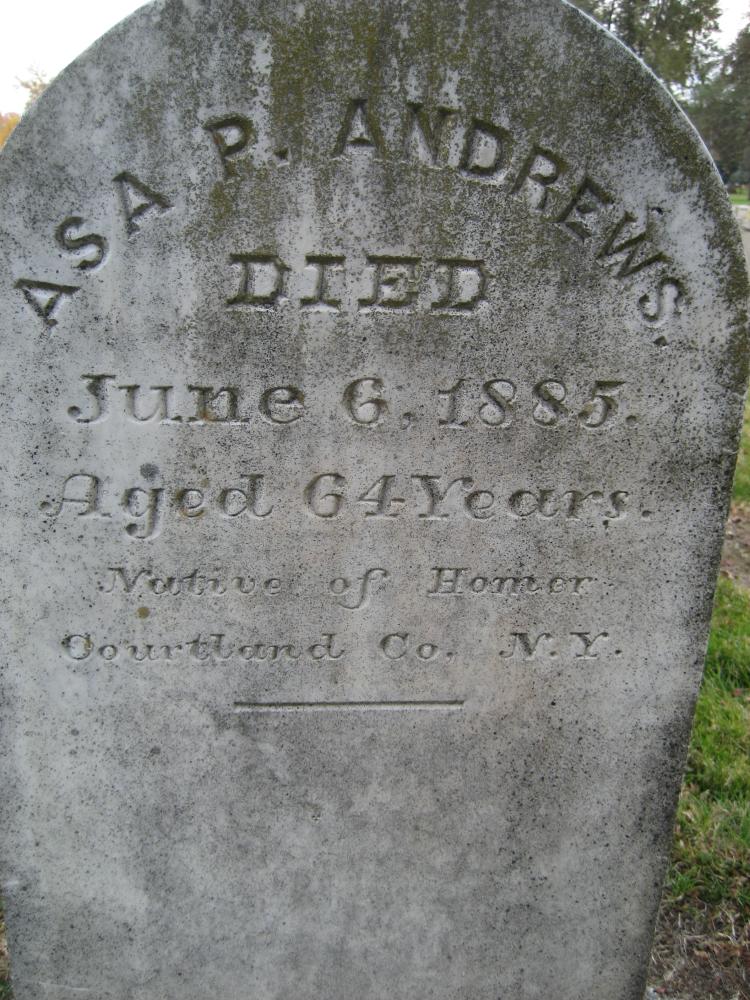 ASA P. ANDREWS.
DIED
June 6, 1885.
Aged 64 Years.
Native of Homer
Courtland Co. N.Y.